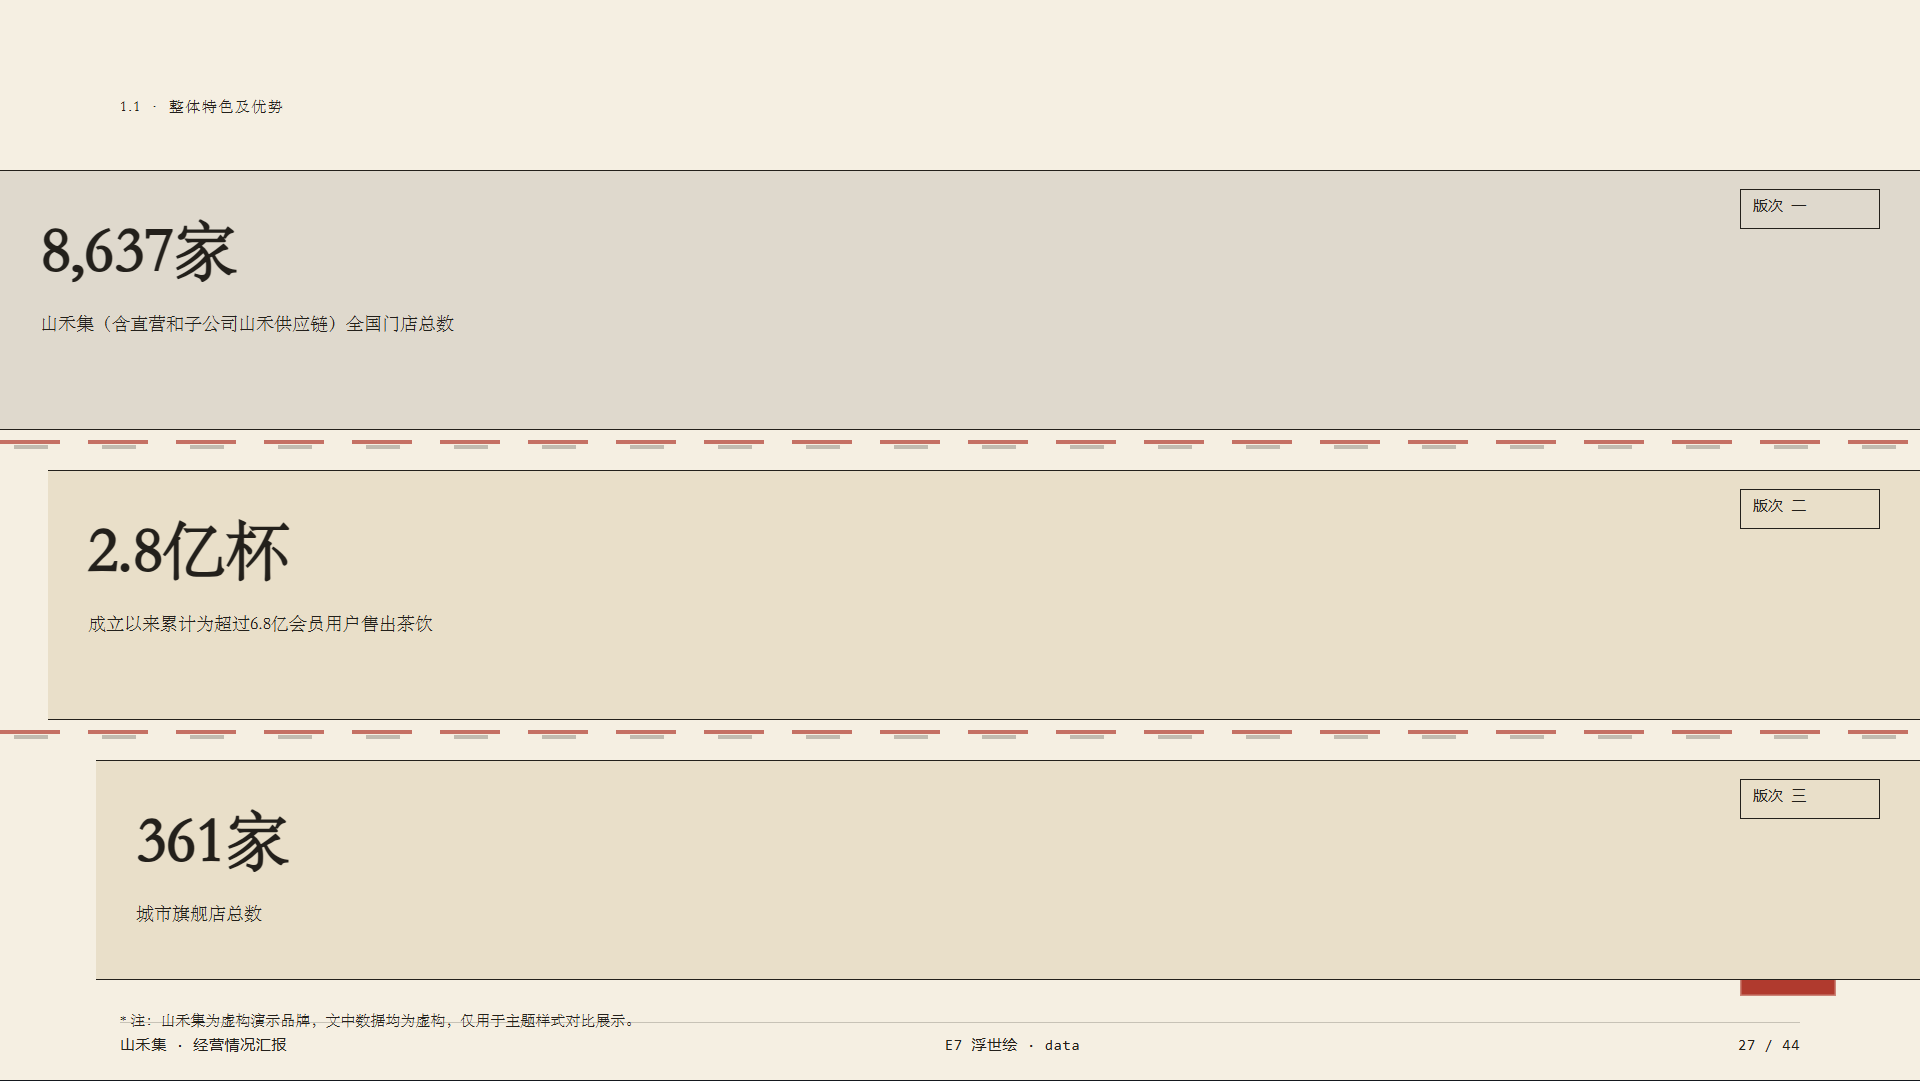 1.1 · 整体特色及优势
版次 一
8,637家
山禾集（含直营和子公司山禾供应链）全国门店总数
版次 二
2.8亿杯
成立以来累计为超过6.8亿会员用户售出茶饮
版次 三
361家
城市旗舰店总数
* 注：山禾集为虚构演示品牌，文中数据均为虚构，仅用于主题样式对比展示。
山禾集 · 经营情况汇报
E7 浮世绘 · data
27 / 44